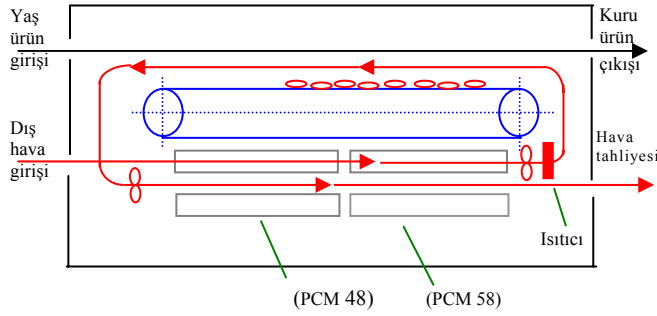 Yaş
ürün
girişi
Kuru
ürün
çıkışı
Dış
hava
girişi
Hava
tahliyesi
Isıtıcı
(PCM 48)
(PCM 58)